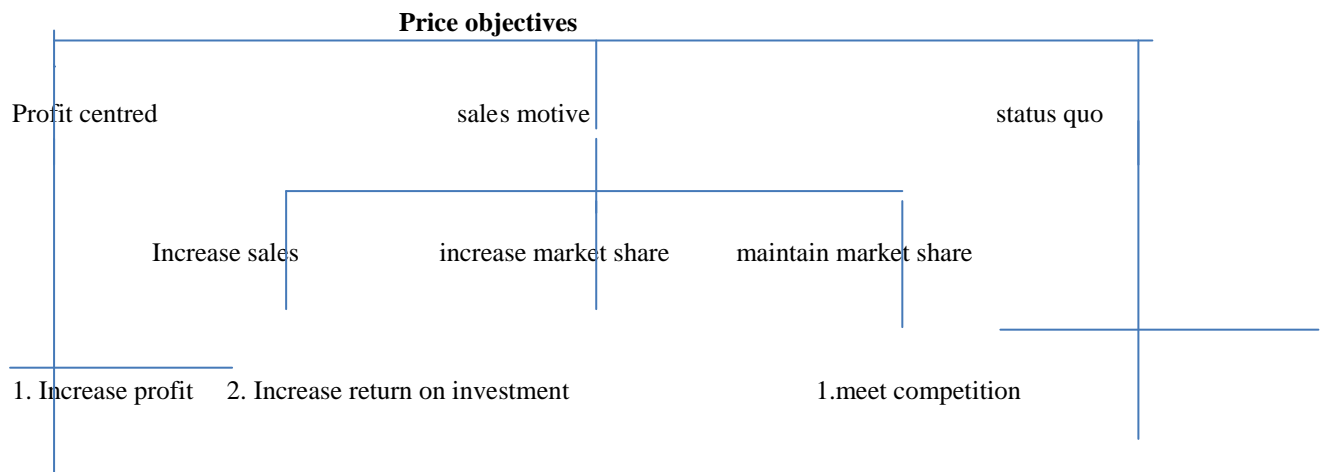 Price objectives
Profit centred sales motive status quo
Increase sales increase market share maintain market share
1. Increase profit 2. Increase return on investment 1.meet competition